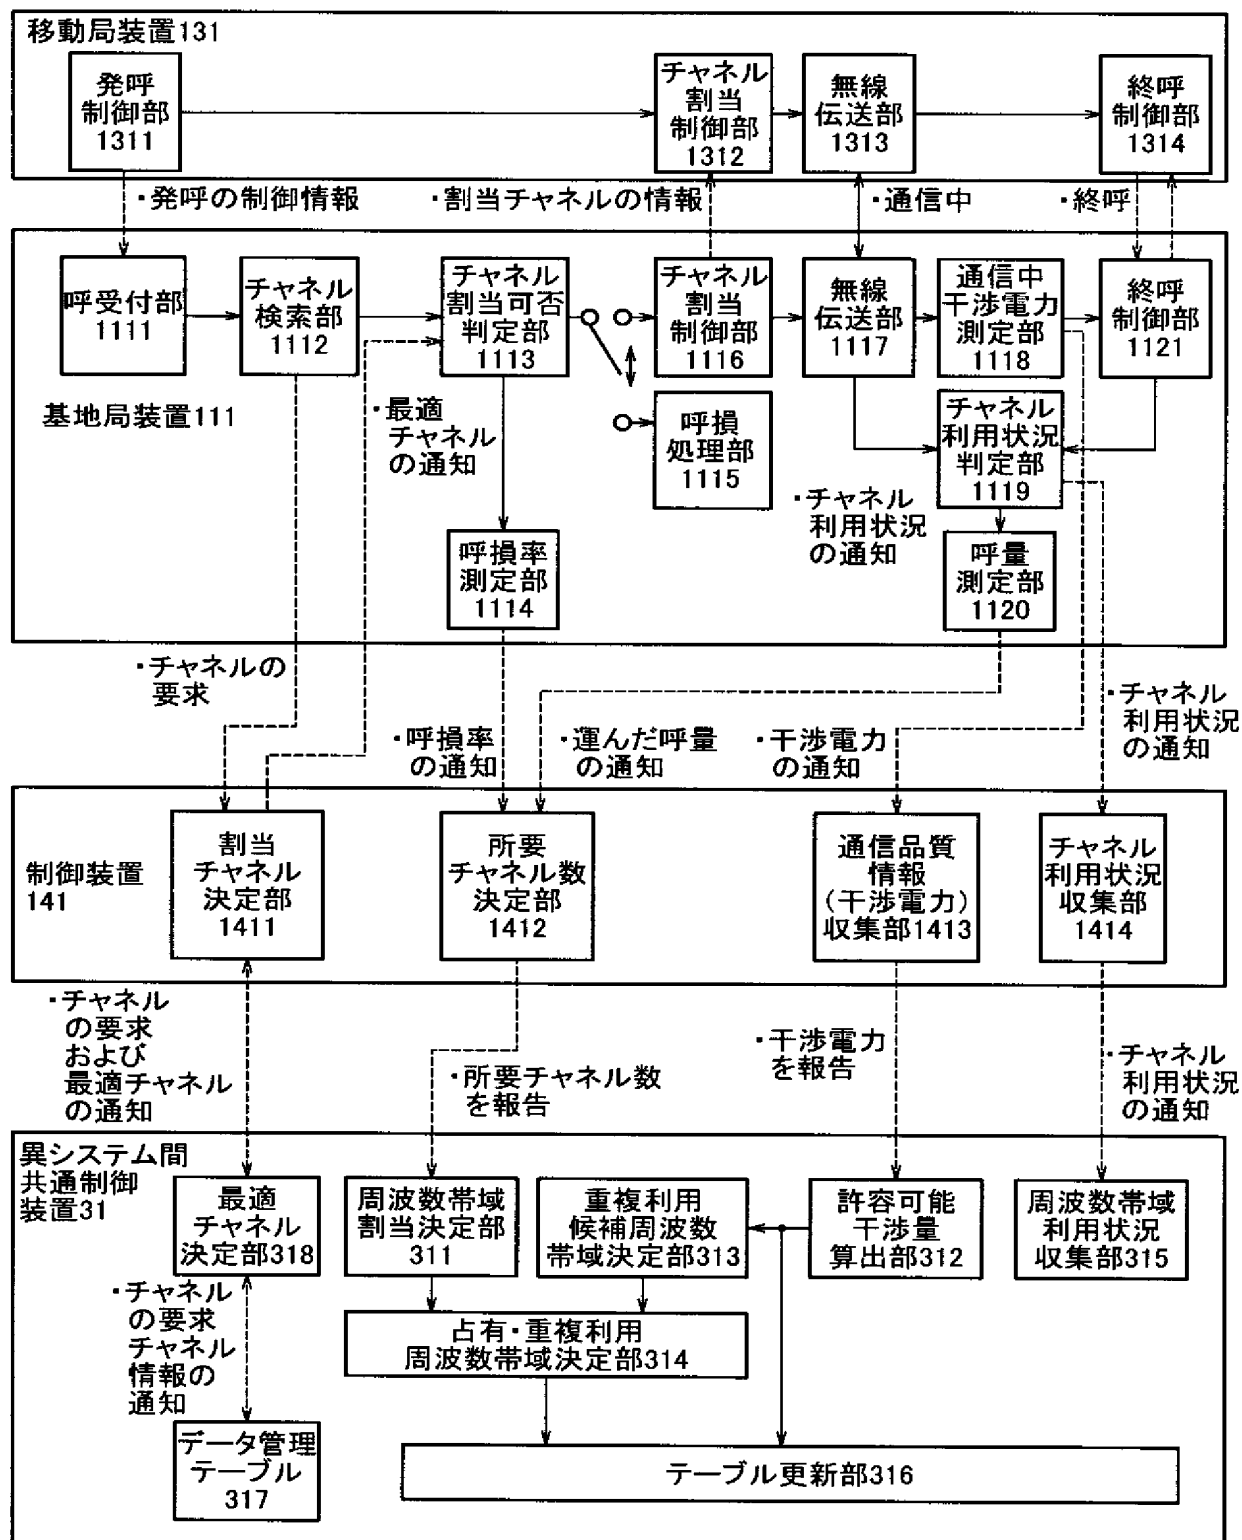 移動局装置131
発呼
制御部
1311
チャネル
割当
制御部
1312
無線
伝送部
1313
終呼
制御部
1314
・発呼の制御情報
・割当チャネルの情報
・通信中
・終呼
呼受付部
1111
チャネル
検索部
1112
チャネル
割当可否
判定部
1113
チャネル
割当
制御部
1116
無線
伝送部
1117
通信中
干渉電力
測定部
1118
終呼
制御部
1121
基地局装置111
・最適
チャネル
の通知
呼損
処理部
1115
チャネル
利用状況
判定部
1119
・チャネル
利用状況
の通知
呼損率
測定部
1114
呼量
測定部
1120
・チャネルの
要求
・呼損率
の通知
・運んだ呼量
の通知
・干渉電力
の通知
・チャネル
利用状況
の通知
制御装置
141
割当
チャネル
決定部
1411
所要
チャネル数
決定部
1412
通信品質
情報
(干渉電力)
収集部1413
チャネル
利用状況
収集部
1414
・チャネル
の要求
および
最適チャネル
の通知
・所要チャネル数
を報告
・干渉電力
を報告
・チャネル
利用状況
の通知
異システム間
共通制御
装置31
最適
チャネル
決定部318
周波数帯域
割当決定部
311
重複利用
候補周波数
帯域決定部313
許容可能
干渉量
算出部312
周波数帯域
利用状況
収集部315
・チャネル
の要求
チャネル
情報の
通知
占有・重複利用
周波数帯域決定部314
データ管理
テーブル
317
テーブル更新部316